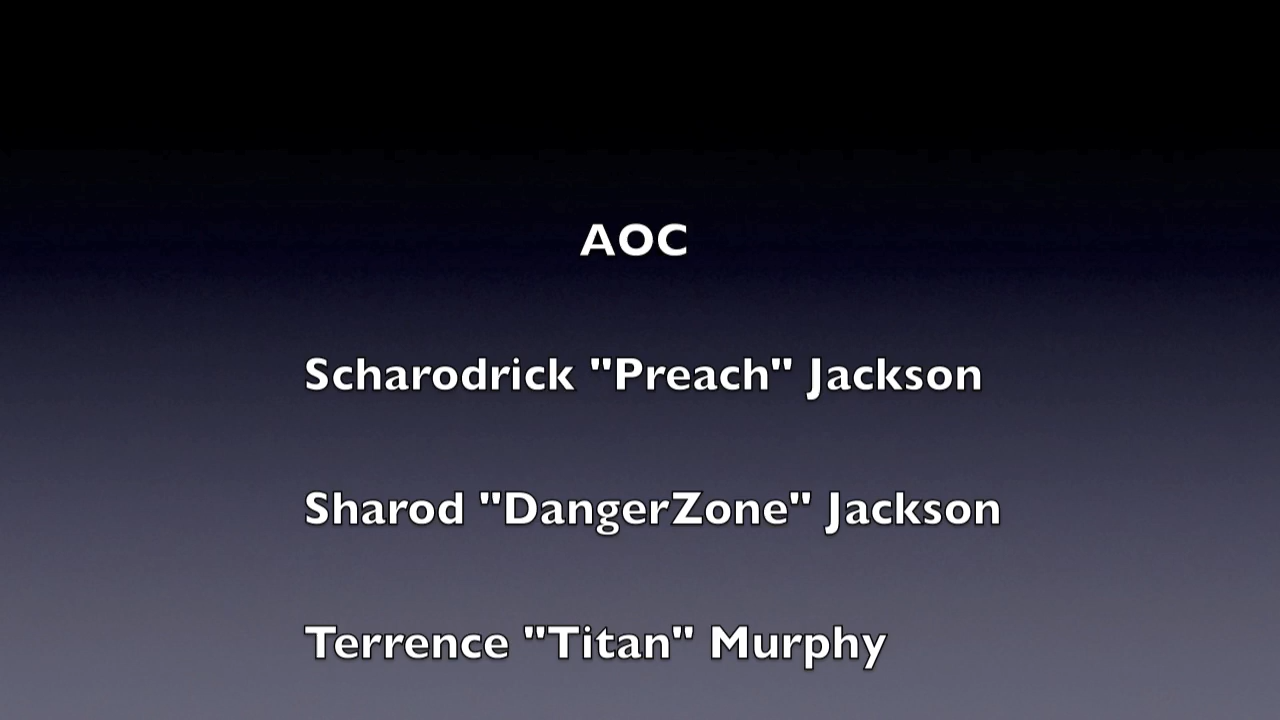 AOC
Scharodrick "Preach" Jackson
Sharod "DangerZone" Jackson
Terrence "Titan" Murphy